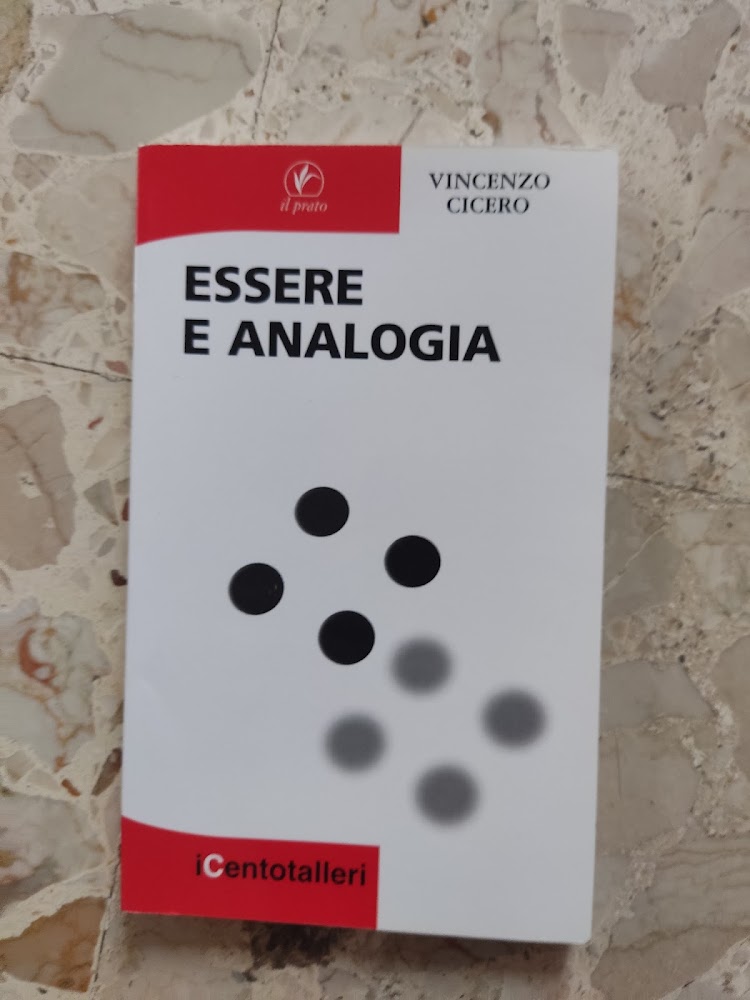 il prato
VINCENZO
CICERO
ESSERE
E ANALOGIA
iCentotalleri